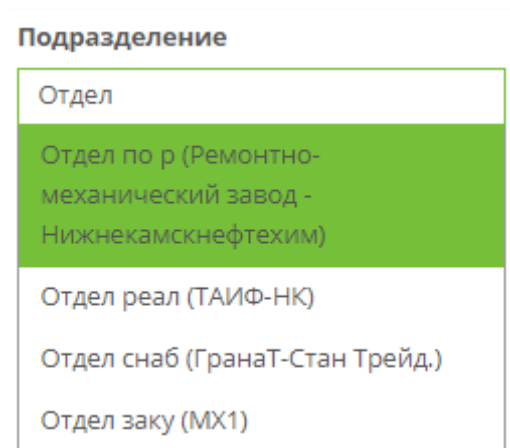 Подразделение
Отдел
Отдел по р (Ремонтно-
механический завод -
Нижнекамскнефтехим)
Отдел реал (ТАИФ-НК)
Отдел снаб (ГранаТ-Стан Трейд.)
Отдел заку (МХ1)